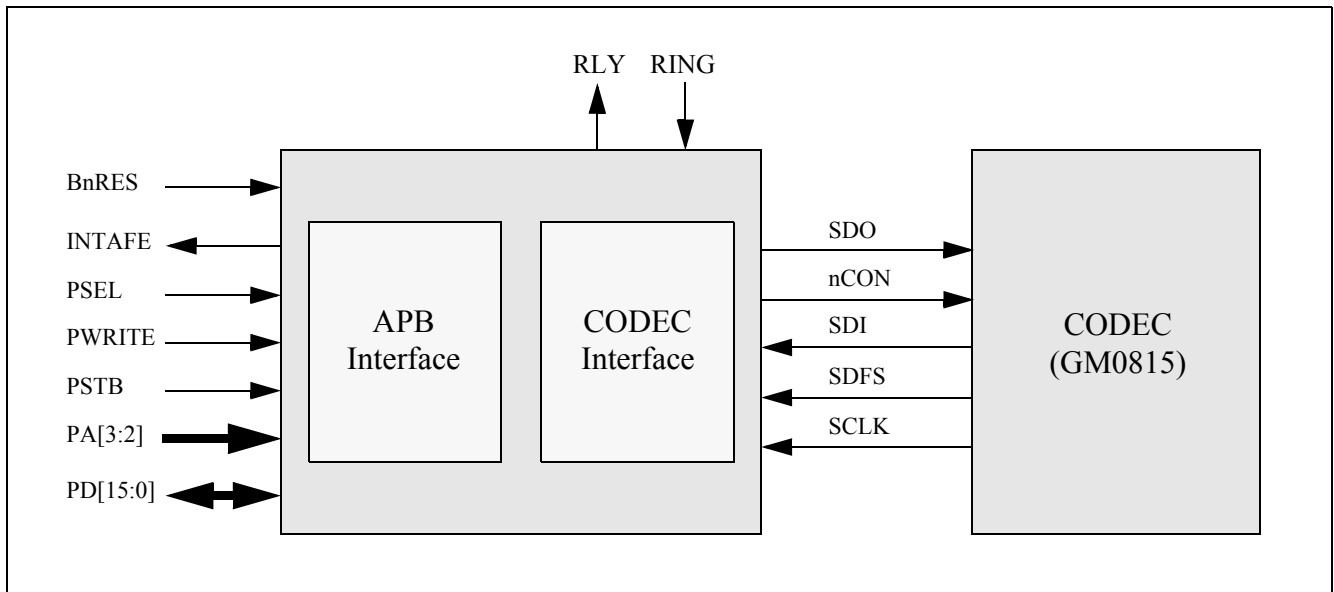 RLY RING
BnRES
INTAFE
PSEL
PWRITE
PSTB
PA[3:2]
PD[15:0]
APB
Interface
CODEC
Interface
SDO
nCON
SDI
SDFS
SCLK
CODEC
(GM0815)